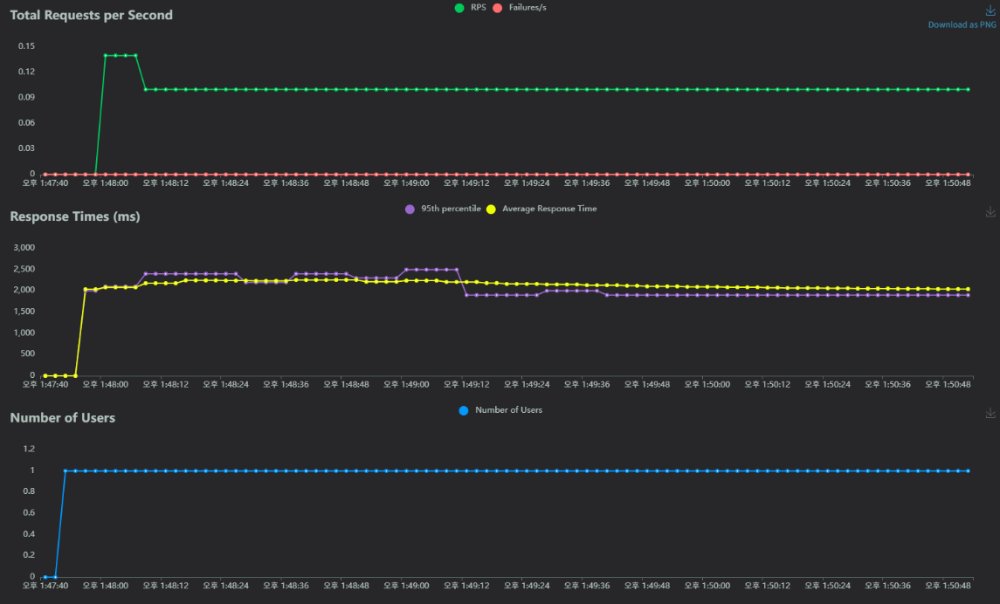 Total Requests per Second
RPS Failures/s
Download as PNG
0.15
0.12
0.09
0.06
0.03
0
오후 1:47:40 오후 1:48:00 오후 1:48:12 오후 1:48:24 오후 1:48:36 오후 1:48:48 오후 1:49:00 오후 1:49:12 오후 1:49:24 오후 1:49:36 오후 1:49:48 오후 1:50:00 오후 1:50:12 오후 1:50:24 오후 1:50:36 오후 1:50:48
Response Times (ms)
95th percentile Average Response Time
3,000
2,500
2,000
1,500
1,000
500
0
오후 1:47:40 오후 1:48:00 오후 1:48:12 오후 1:48:24 오후 1:48:36 오후 1:48:48 오후 1:49:00 오후 1:49:12 오후 1:49:24 오후 1:49:36 오후 1:49:48 오후 1:50:00 오후 1:50:12 오후 1:50:24 오후 1:50:36 오후 1:50:48
Number of Users
Number of Users
1.2
1
0.8
0.6
0.4
0.2
0
오후 1:47:40 오후 1:48:00 오후 1:48:12 오후 1:48:24 오후 1:48:36 오후 1:48:48 오후 1:49:00 오후 1:49:12 오후 1:49:24 오후 1:49:36 오후 1:49:48 오후 1:50:00 오후 1:50:12 오후 1:50:24 오후 1:50:36 오후 1:50:48